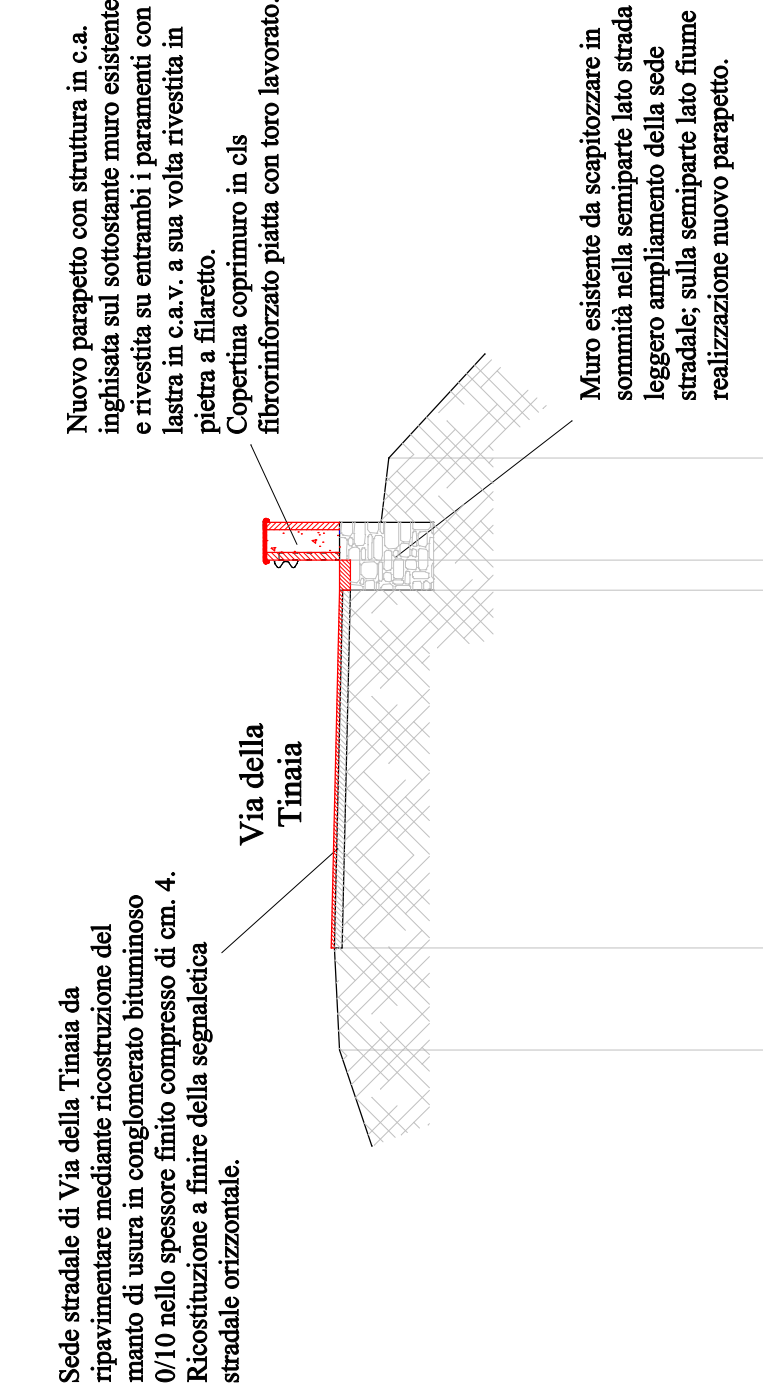 Sede stradale di Via della Tinaia da
ripavimentare mediante ricostruzione del
manto di usura in conglomerato bituminoso
0/10 nello spessore finito compresso di cm. 4.
Ricostituzione a finire della segnaletica
stradale orizzontale.
Via della
Tinaia
Nuovo parapetto con struttura in c.a.
inghisata sul sottostante muro esistente
e rivestita su entrambi i paramenti con
lastra in c.a.v. a sua volta rivestita in
pietra a filaretto.
Copertina coprimuro in cls
fibrorinforzato piatta con toro lavorato.
Muro esistente da scapitozzare in
sommità nella semiparte lato strada
leggero ampliamento della sede
stradale; sulla semiparte lato fiume
realizzazione nuovo parapetto.